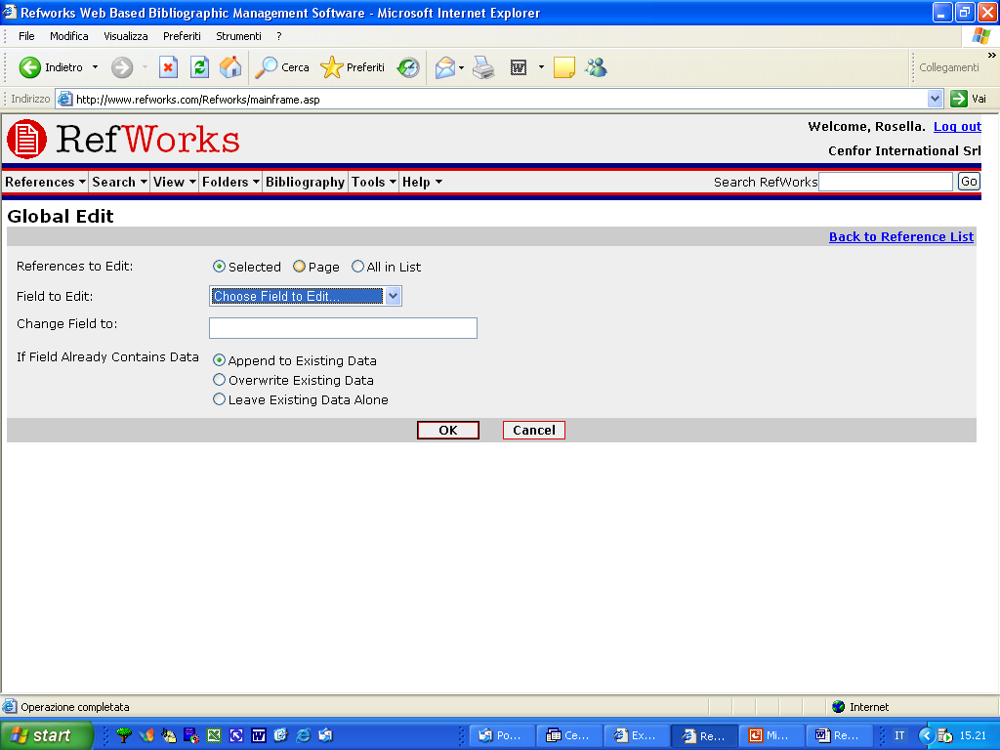 Refworks Web Based Bibliographic Management Software - Microsoft Internet Explorer
File Modifica Visualizza Preferiti Strumenti ?
Indietro Cerca Preferiti Collegamenti »
Indirizzo http://www.refworks.com/Refworks/mainframe.asp Vai
RefWorks
Welcome, Rosella. Log out
Cenfor International Srl
References Search View Folders Bibliography Tools Help Search RefWorks Go
Global Edit
Back to Reference List
References to Edit: Selected Page All in List
Field to Edit: Choose Field to Edit...
Change Field to:
If Field Already Contains Data Append to Existing Data
Overwrite Existing Data
Leave Existing Data Alone
OK Cancel
Operazione completata Internet
start Po... Ce... Ex... Re... Mi... Re... IT 15.21